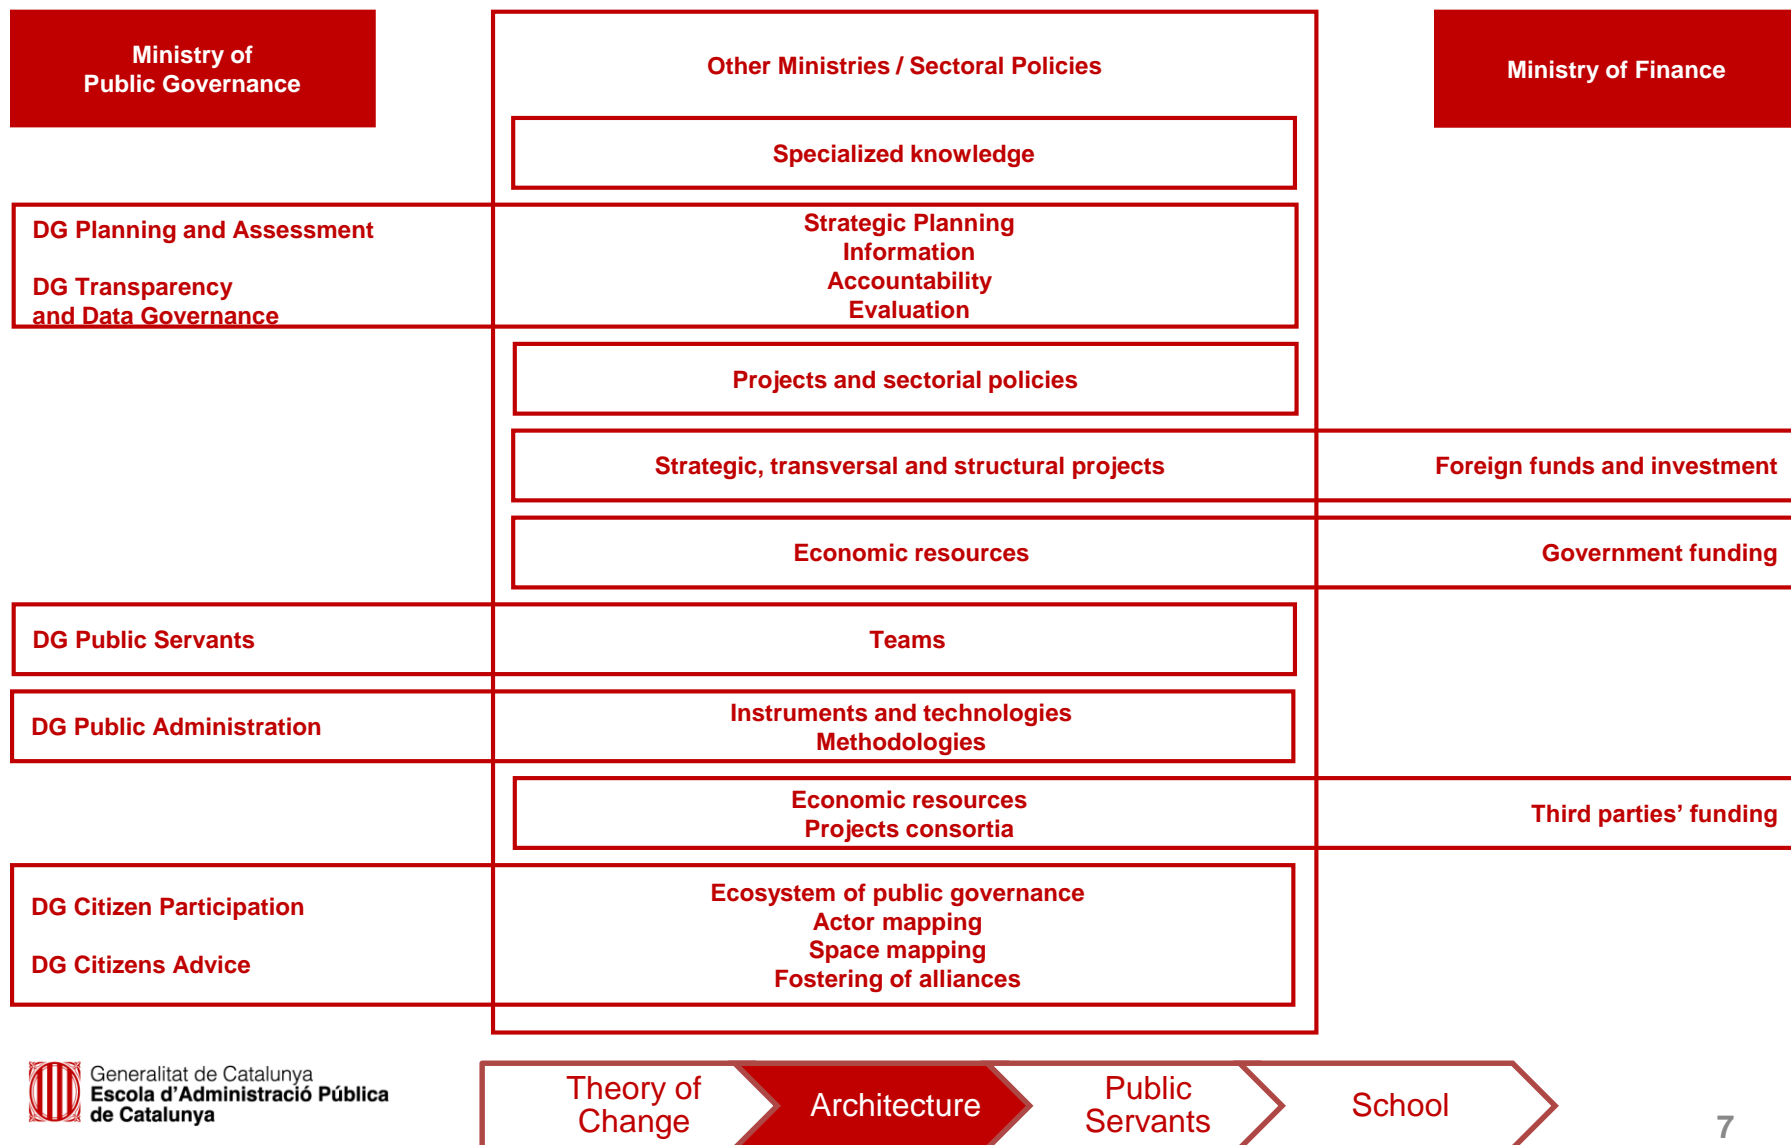 Ministry of
Public Governance
Other Ministries / Sectoral Policies
Ministry of Finance
Specialized knowledge
DG Planning and Assessment
DG Transparency
and Data Governance
Strategic Planning
Information
Accountability
Evaluation
Projects and sectorial policies
Strategic, transversal and structural projects
Foreign funds and investment
Economic resources
Government funding
DG Public Servants
Teams
DG Public Administration
Instruments and technologies
Methodologies
Economic resources
Projects consortia
Third parties’ funding
DG Citizen Participation
DG Citizens Advice
Ecosystem of public governance
Actor mapping
Space mapping
Fostering of alliances
Generalitat de Catalunya
Escola d’Administració Pública
de Catalunya
Theory of
Change
Architecture
Public
Servants
School
7